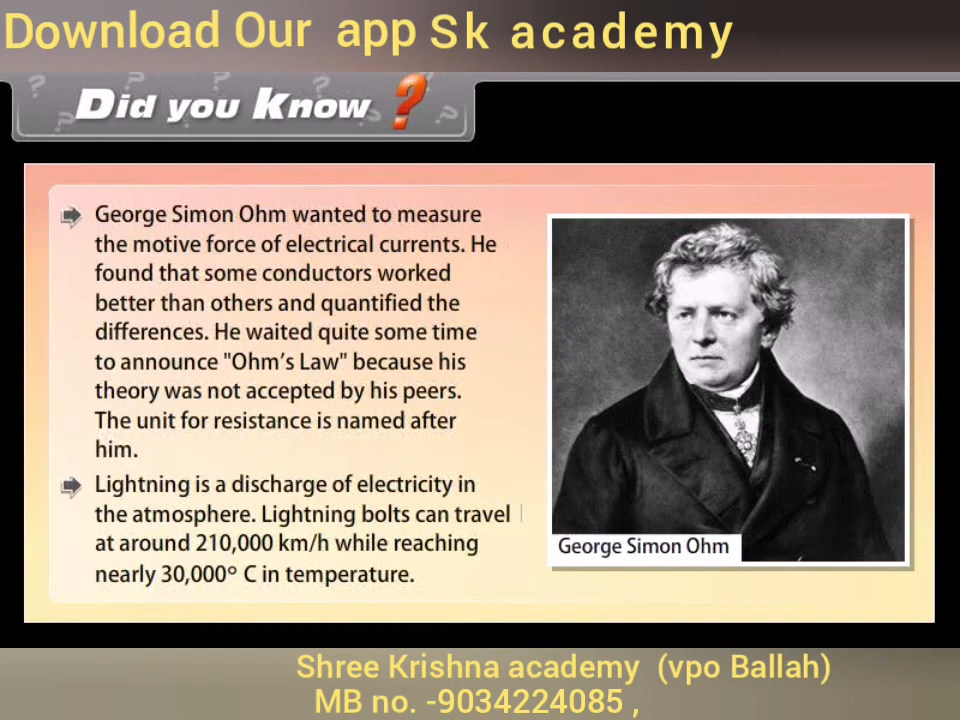 Download Our app Sk academy
Did you Know ?
George Simon Ohm wanted to measure
the motive force of electrical currents. He
found that some conductors worked
better than others and quantified the
differences. He waited quite some time
to announce "Ohm's Law" because his
theory was not accepted by his peers.
The unit for resistance is named after
him.
Lightning is a discharge of electricity in
the atmosphere. Lightning bolts can travel
at around 210,000 km/h while reaching
nearly 30,000º C in temperature.
George Simon Ohm
Shree Krishna academy (vpo Ballah)
MB no. -9034224085 ,